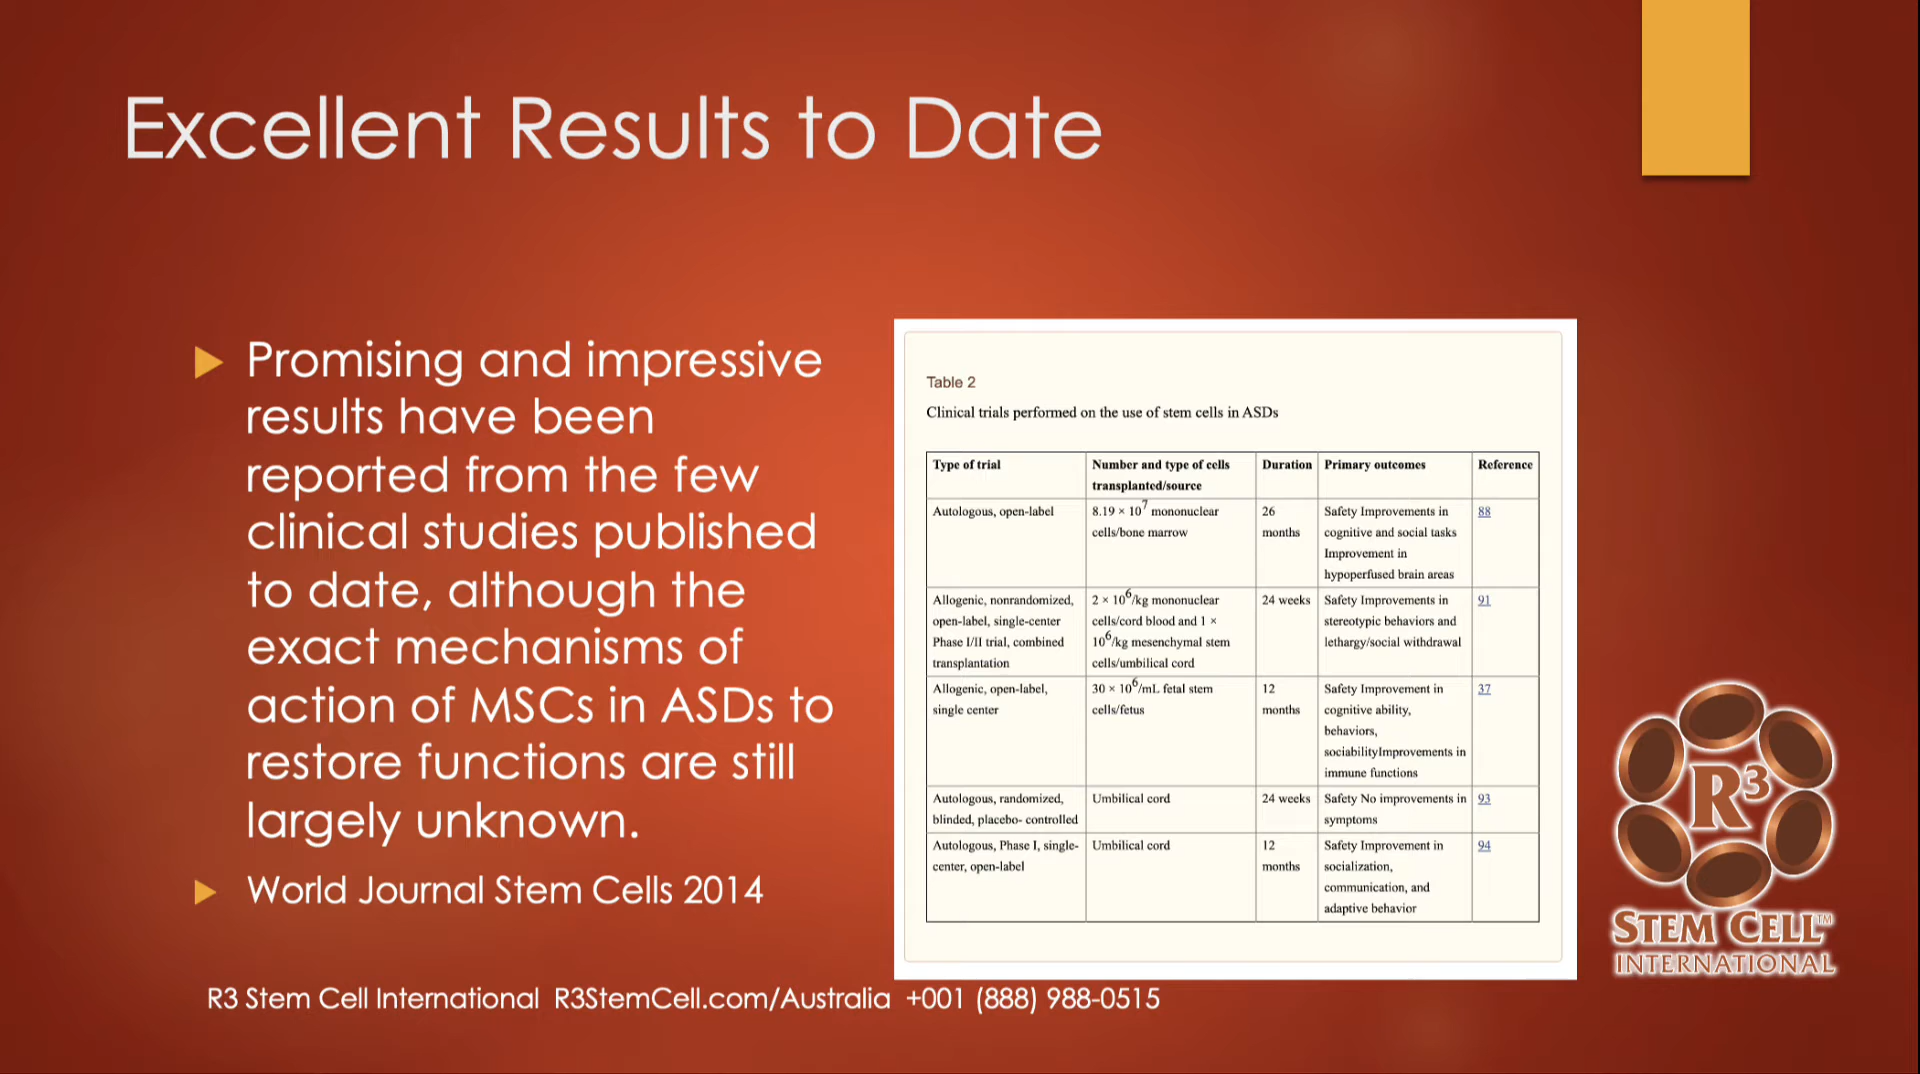 Excellent Results to Date
Promising and impressive
results have been
reported from the few
clinical studies published
to date, although the
exact mechanisms of
action of MSCs in ASDs to
restore functions are still
largely unknown.
World Journal Stem Cells 2014
Table 2
Clinical trials performed on the use of stem cells in ASDs
Type of trial
Number and type of cells
transplanted/source
Duration
Primary outcomes
Reference
Autologous, open-label
8.19 × 10⁷ mononuclear
cells/bone marrow
26
months
Safety Improvements in
cognitive and social tasks
Improvement in
hypoperfused brain areas
88
Allogenic, nonrandomized,
open-label, single-center
Phase I/II trial, combined
transplantation
2 × 10⁶/kg mononuclear
cells/cord blood and 1 ×
10⁶/kg mesenchymal stem
cells/umbilical cord
24 weeks
Safety Improvements in
stereotypic behaviors and
lethargy/social withdrawal
91
Allogenic, open-label,
single center
30 × 10⁶/mL fetal stem
cells/fetus
12
months
Safety Improvement in
cognitive ability,
behaviors,
sociabilityImprovements in
immune functions
37
Autologous, randomized,
blinded, placebo- controlled
Umbilical cord
24 weeks
Safety No improvements in
symptoms
93
Autologous, Phase I, single-
center, open-label
Umbilical cord
12
months
Safety Improvement in
socialization,
communication, and
adaptive behavior
94
R³
STEM CELL™
INTERNATIONAL
R3 Stem Cell International R3StemCell.com/Australia +001 (888) 988-0515